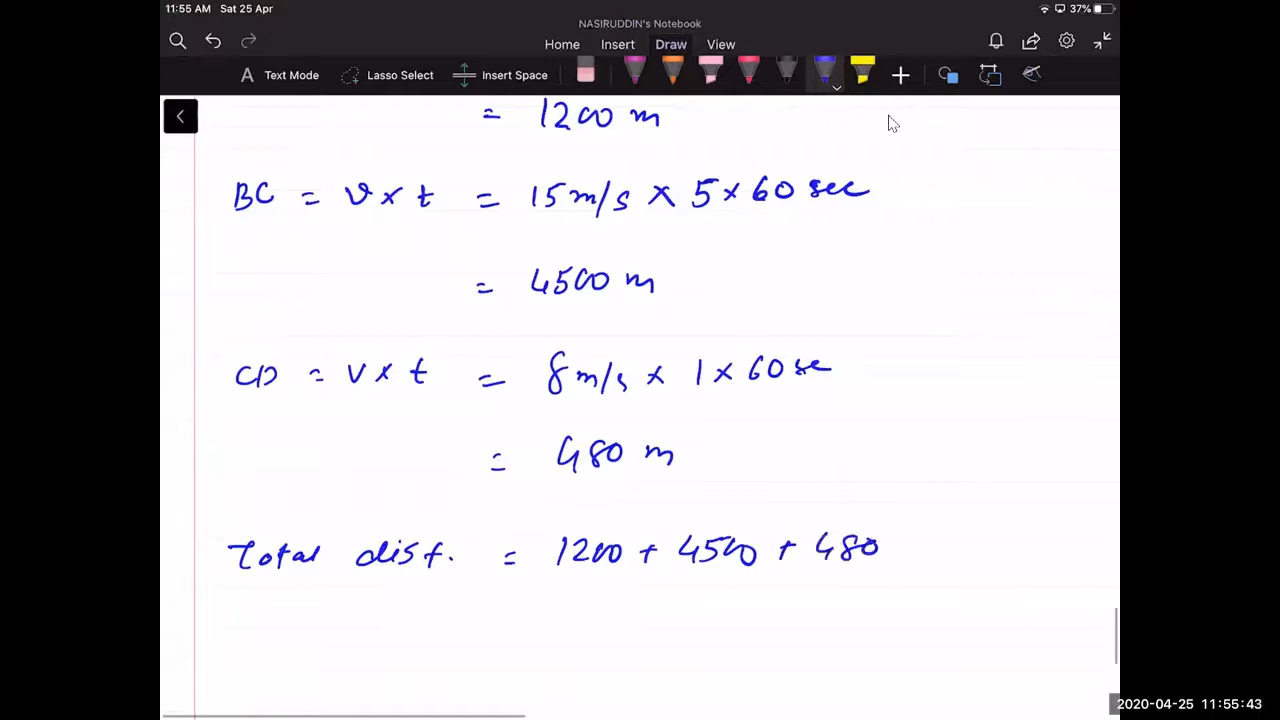 11:55 AM Sat 25 Apr
37%
NASIRUDDIN's Notebook
Home Insert Draw View
A Text Mode Lasso Select Insert Space
= 1200 m
BC = v × t = 15 m/s × 5 × 60 sec
= 4500 m
CD = v × t = 8 m/s × 1 × 60 sec
= 480 m
Total dist. = 1200 + 4500 + 480
2020-04-25 11:55:43